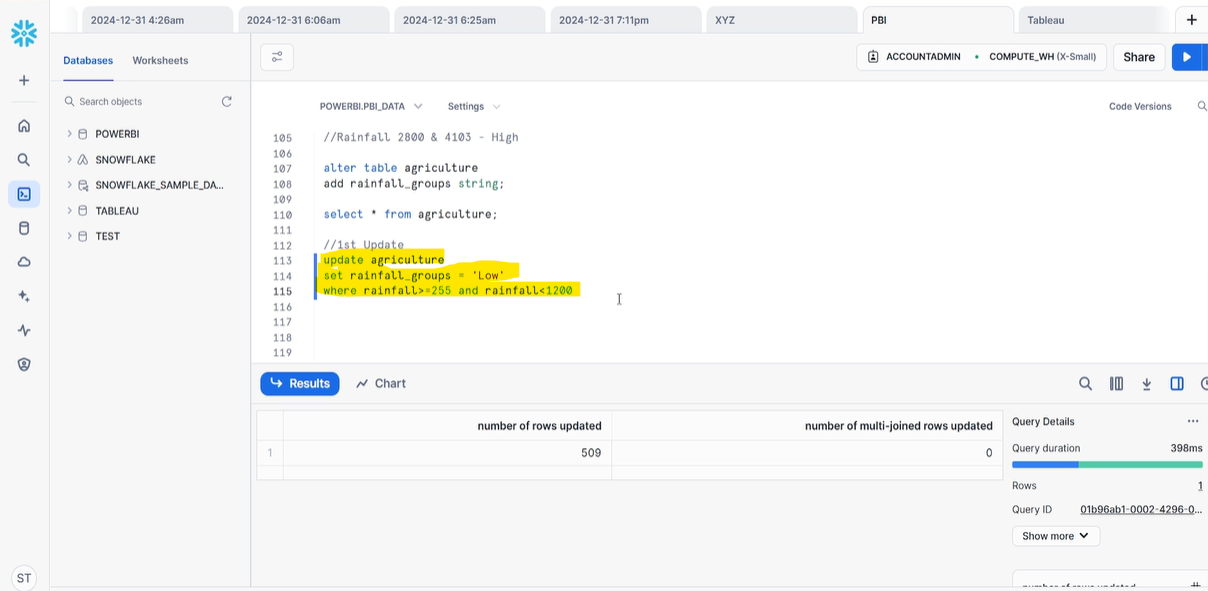 2024-12-31 4:26am
2024-12-31 6:06am
2024-12-31 6:25am
2024-12-31 7:11pm
XYZ
PBI
Tableau
Databases
Worksheets
ACCOUNTADMIN
COMPUTE_WH (X-Small)
Share
Search objects
POWERBI
SNOWFLAKE
SNOWFLAKE_SAMPLE_DA...
TABLEAU
TEST
ST
POWERBI.PBI_DATA
Settings
Code Versions
105 //Rainfall 2800 & 4103 - High
106
107 alter table agriculture
108 add rainfall_groups string;
109
110 select * from agriculture;
111
112 //1st Update
113 update agriculture
114 set rainfall_groups = 'Low'
115 where rainfall>=255 and rainfall<1200
116
117
118
119
Results
Chart
number of rows updated
number of multi-joined rows updated
1 509 0
Query Details
...
Query duration 398ms
Rows 1
Query ID 01b96ab1-0002-4296-0...
Show more
number of rows updated